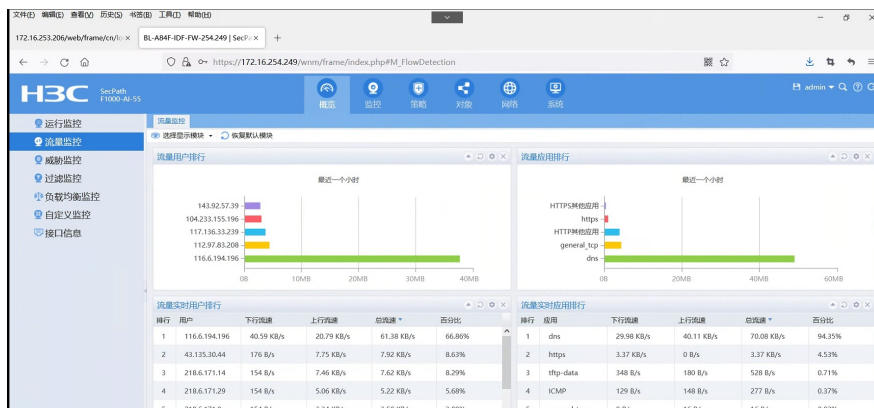 文件(F) 编辑(E) 查看(V) 历史(S) 书签(B) 工具(T) 帮助(H)
172.16.253.206/web/frame/cn/lo ×
BL-A84F-IDF-FW-254.249 | SecP ×
https://172.16.254.249/wnm/frame/index.php#M_FlowDetection
H3C SecPath F1000-AI-55
概览 监控 策略 对象 网络 系统
admin
运行监控
流量监控
威胁监控
过滤监控
负载均衡监控
自定义监控
接口信息
流量监控
选择显示模块 恢复默认模块
流量用户排行
最近一个小时
143.92.57.39
104.233.155.196
117.136.33.239
112.97.83.208
116.6.194.196
0B 10MB 20MB 30MB 40MB
流量应用排行
最近一个小时
HTTPS其他应用
https
HTTP其他应用
general_tcp
dns
0B 20MB 40MB 60MB
流量实时用户排行
排行 用户 下行流速 上行流速 总流速 百分比
1 116.6.194.196 40.59 KB/s 20.79 KB/s 61.38 KB/s 66.86%
2 43.135.30.44 176 B/s 7.75 KB/s 7.92 KB/s 8.63%
3 218.6.171.14 154 B/s 7.46 KB/s 7.62 KB/s 8.29%
4 218.6.171.29 154 B/s 5.06 KB/s 5.22 KB/s 5.68%
流量实时应用排行
排行 应用 下行流速 上行流速 总流速 百分比
1 dns 29.98 KB/s 40.11 KB/s 70.08 KB/s 94.35%
2 https 3.37 KB/s 0 B/s 3.37 KB/s 4.53%
3 tftp-data 348 B/s 180 B/s 528 B/s 0.71%
4 ICMP 129 B/s 148 B/s 277 B/s 0.37%